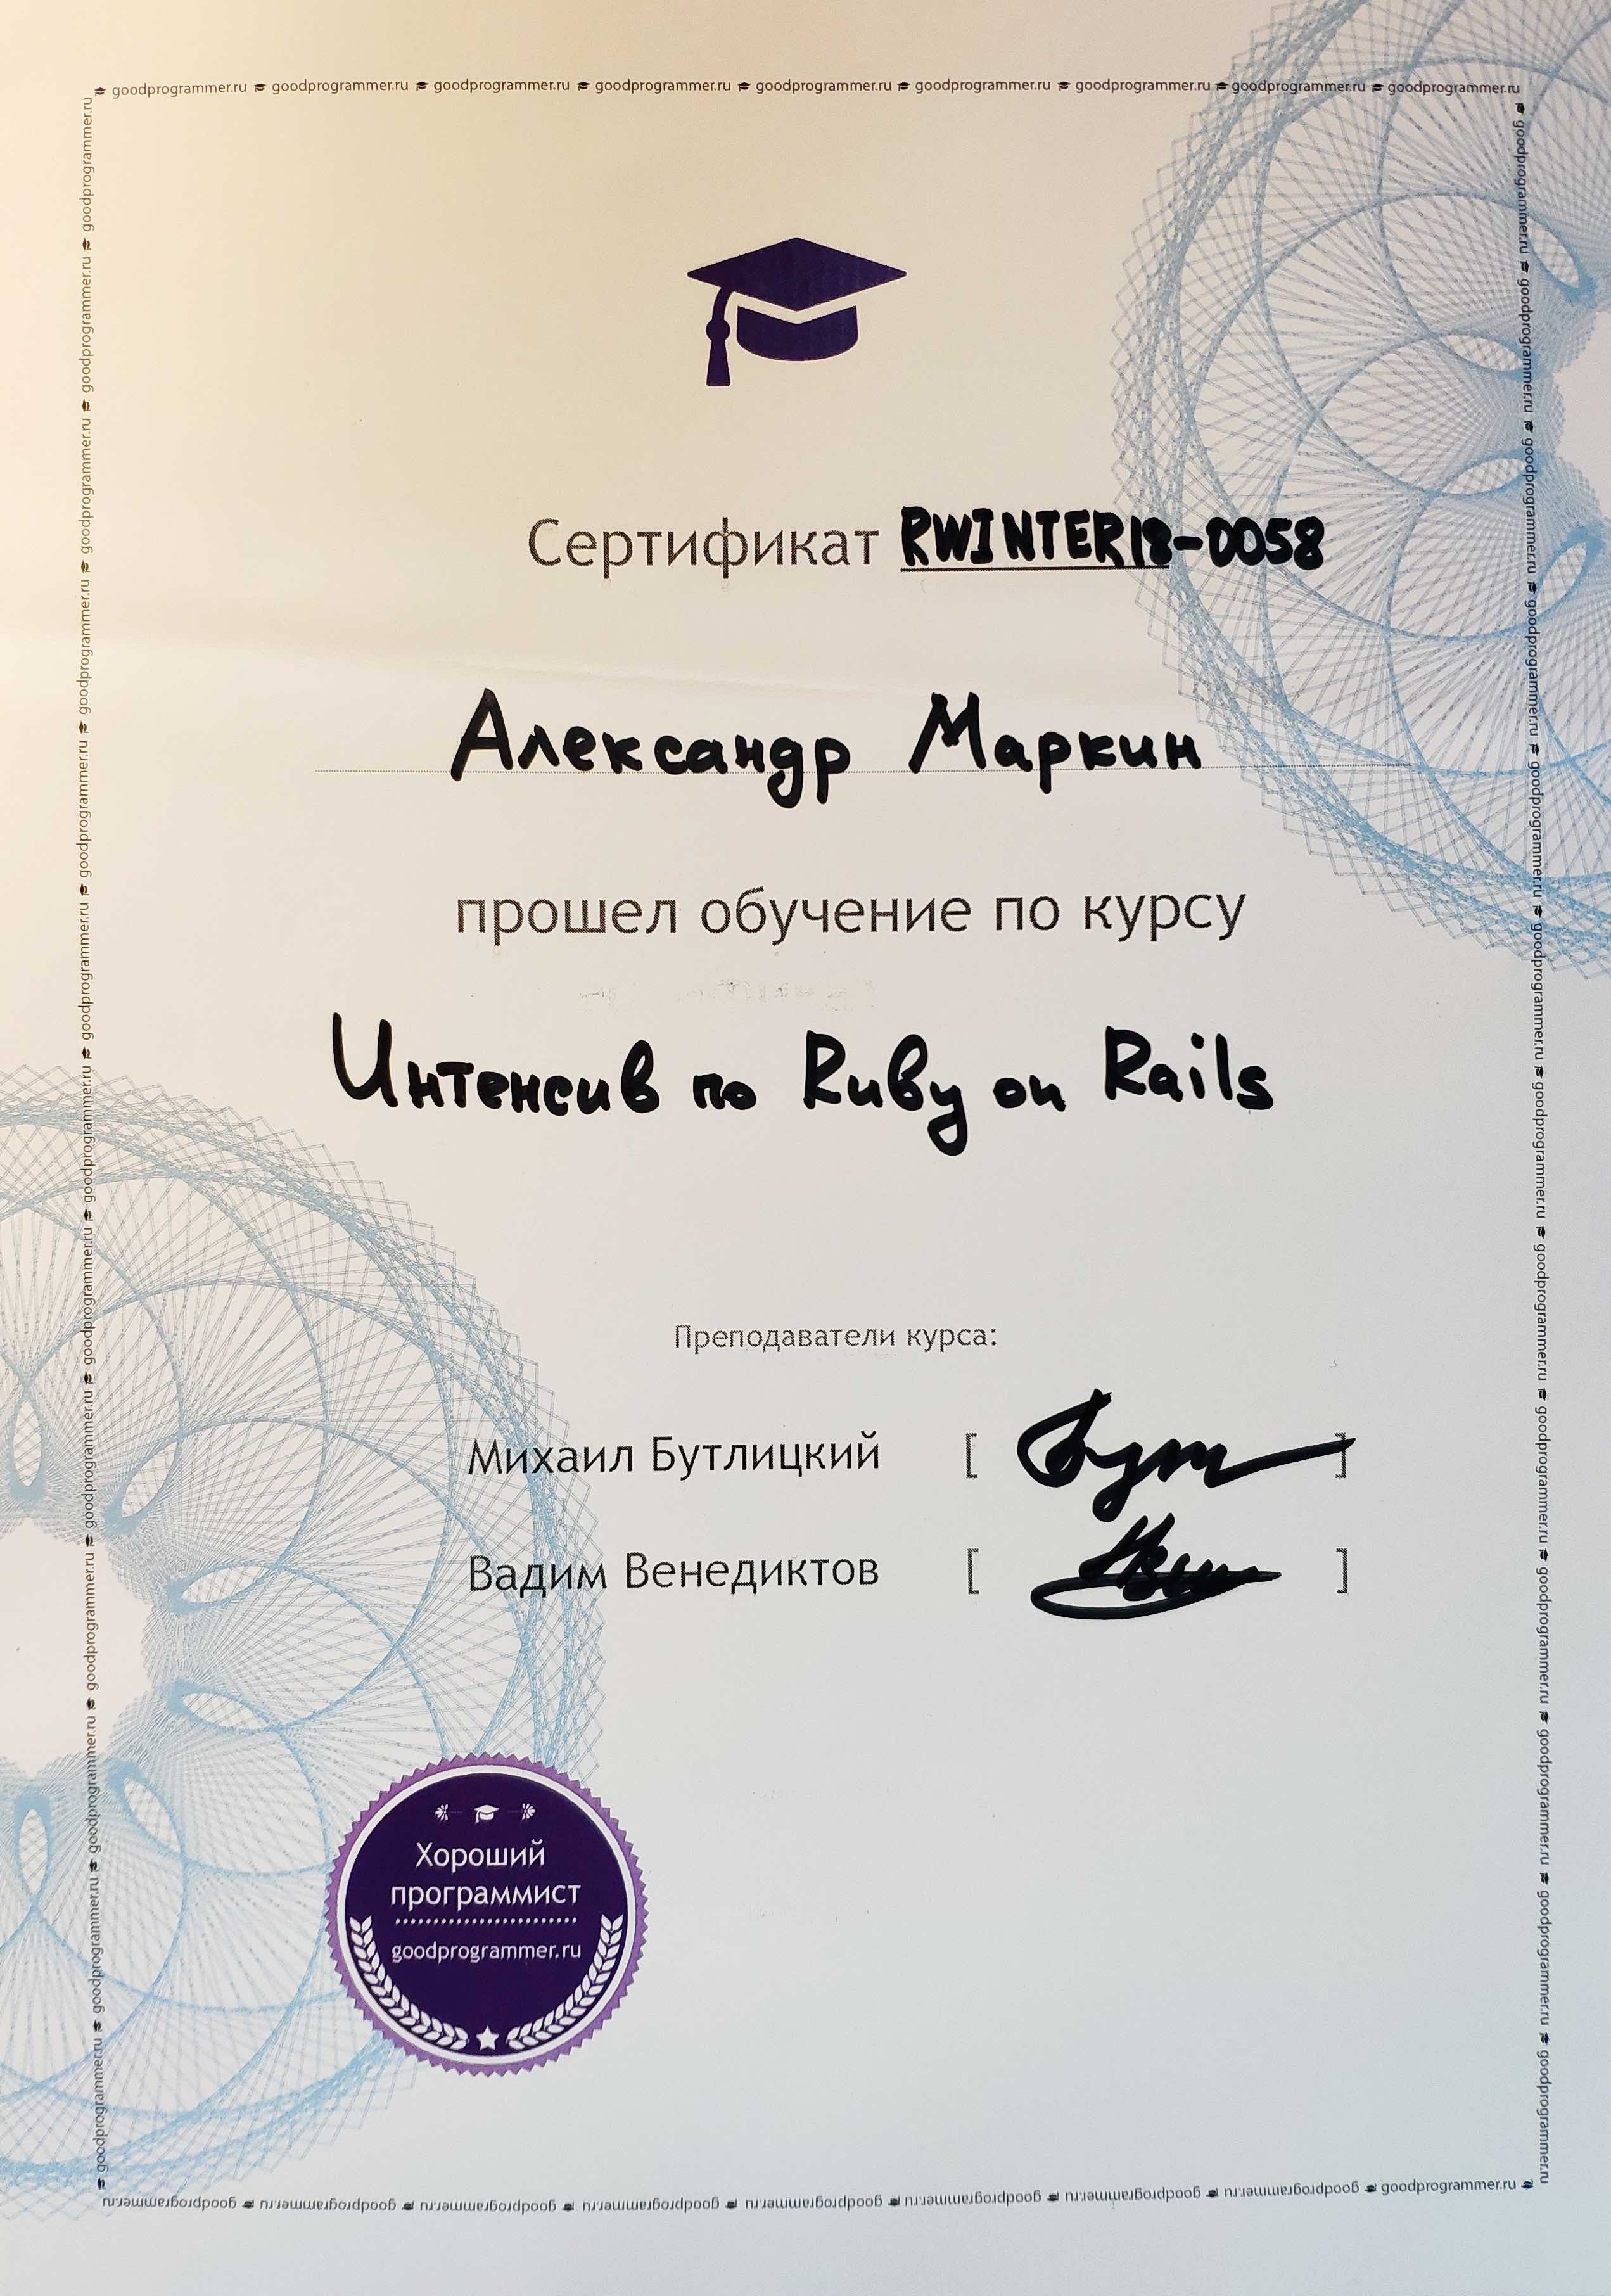 goodprogrammer.ru goodprogrammer.ru goodprogrammer.ru goodprogrammer.ru goodprogrammer.ru goodprogrammer.ru goodprogrammer.ru goodprogrammer.ru goodprogrammer.ru
Сертификат RWINTER18-0058
Александр Маркин
прошел обучение по курсу
Интенсив по Ruby on Rails
Преподаватели курса:
Михаил Бутлицкий [ ]
Вадим Венедиктов [ ]
Хороший
программист
goodprogrammer.ru
goodprogrammer.ru goodprogrammer.ru goodprogrammer.ru goodprogrammer.ru goodprogrammer.ru goodprogrammer.ru goodprogrammer.ru goodprogrammer.ru goodprogrammer.ru